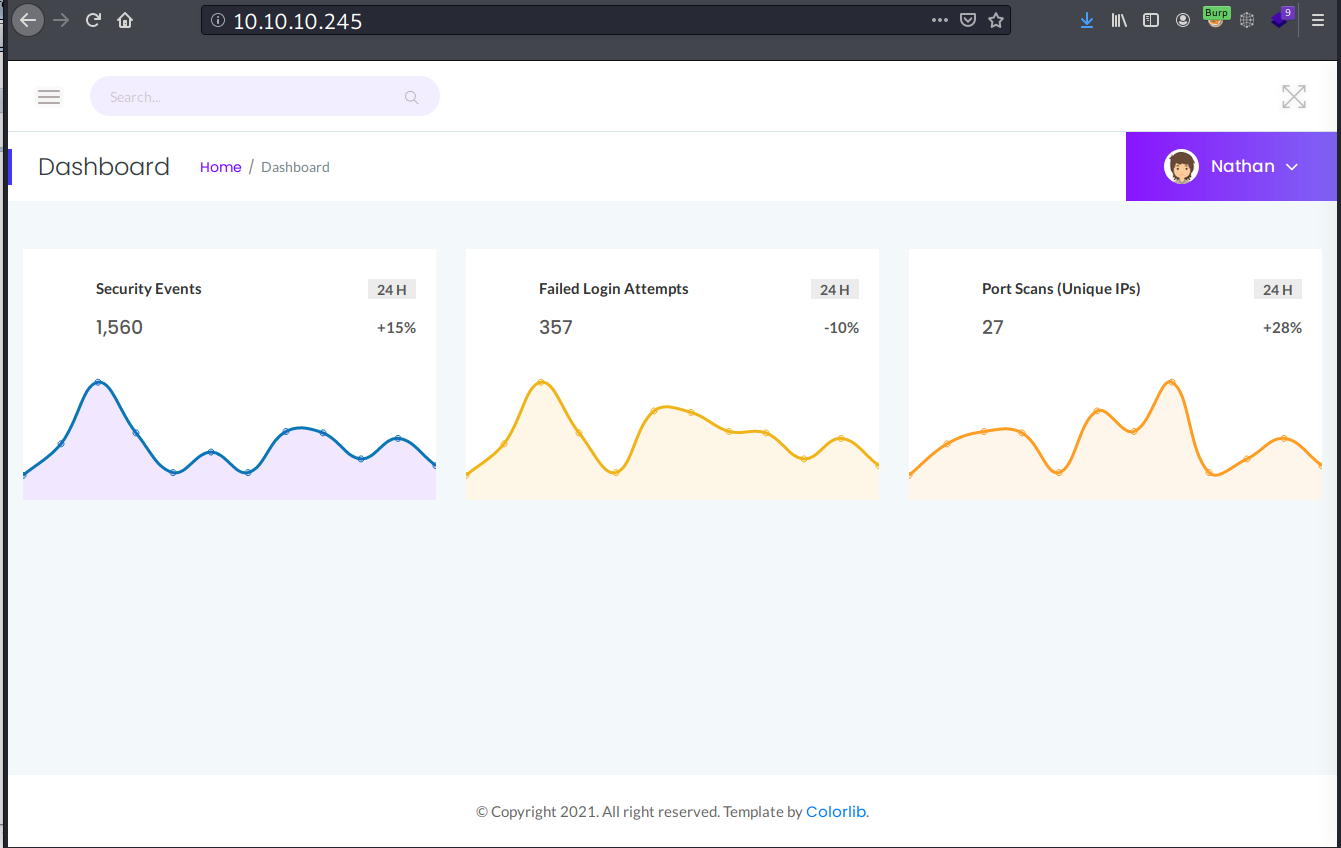 10.10.10.245
Burp
9
Search...
Dashboard
Home / Dashboard
Nathan
Security Events
24 H
1,560
+15%
Failed Login Attempts
24 H
357
-10%
Port Scans (Unique IPs)
24 H
27
+28%
© Copyright 2021. All right reserved. Template by Colorlib.